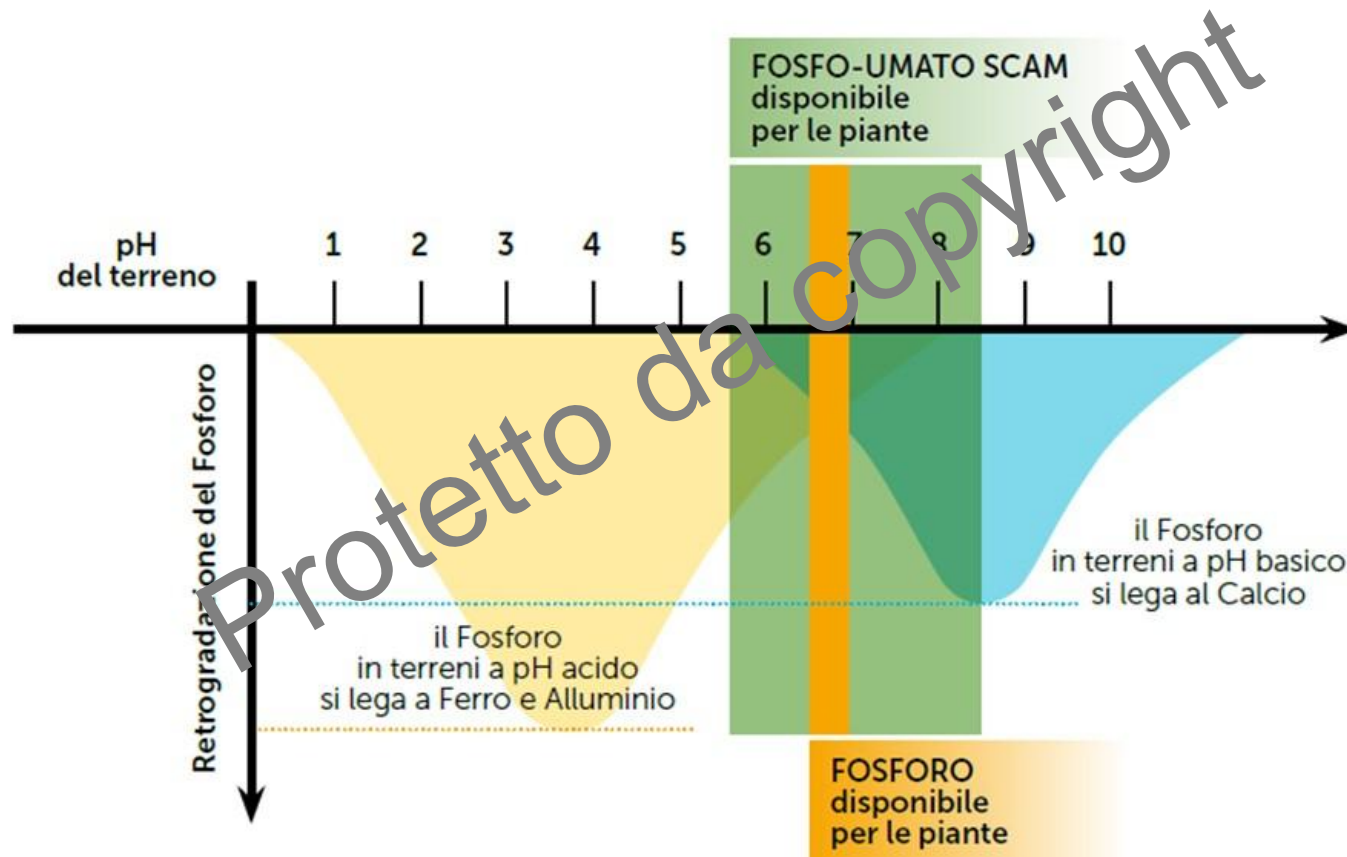 FOSFO-UMATO SCAM
disponibile
per le piante
pH
del terreno
1 2 3 4 5 6 7 8 9 10
Retrogradazione del Fosforo
Protetto da copyright
il Fosforo
in terreni a pH basico
si lega al Calcio
il Fosforo
in terreni a pH acido
si lega a Ferro e Alluminio
FOSFORO
disponibile
per le piante